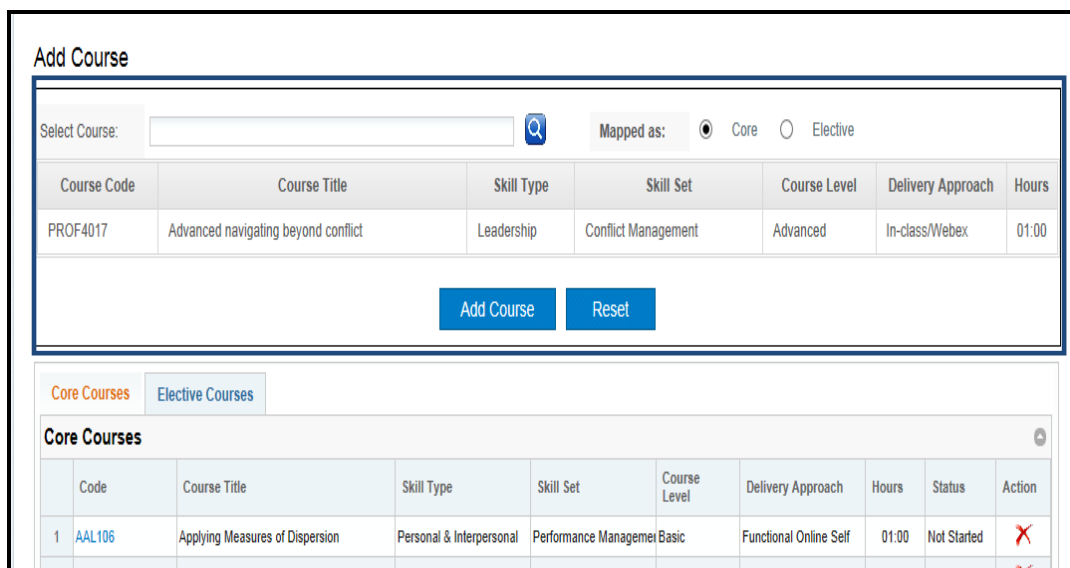 Add Course
Select Course: Mapped as: Core Elective
Course Code Course Title Skill Type Skill Set Course Level Delivery Approach Hours
PROF4017 Advanced navigating beyond conflict Leadership Conflict Management Advanced In-class/Webex 01:00
Add Course Reset
Core Courses Elective Courses
Core Courses
Code Course Title Skill Type Skill Set Course Level Delivery Approach Hours Status Action
1 AAL106 Applying Measures of Dispersion Personal & Interpersonal Performance Managemen Basic Functional Online Self 01:00 Not Started